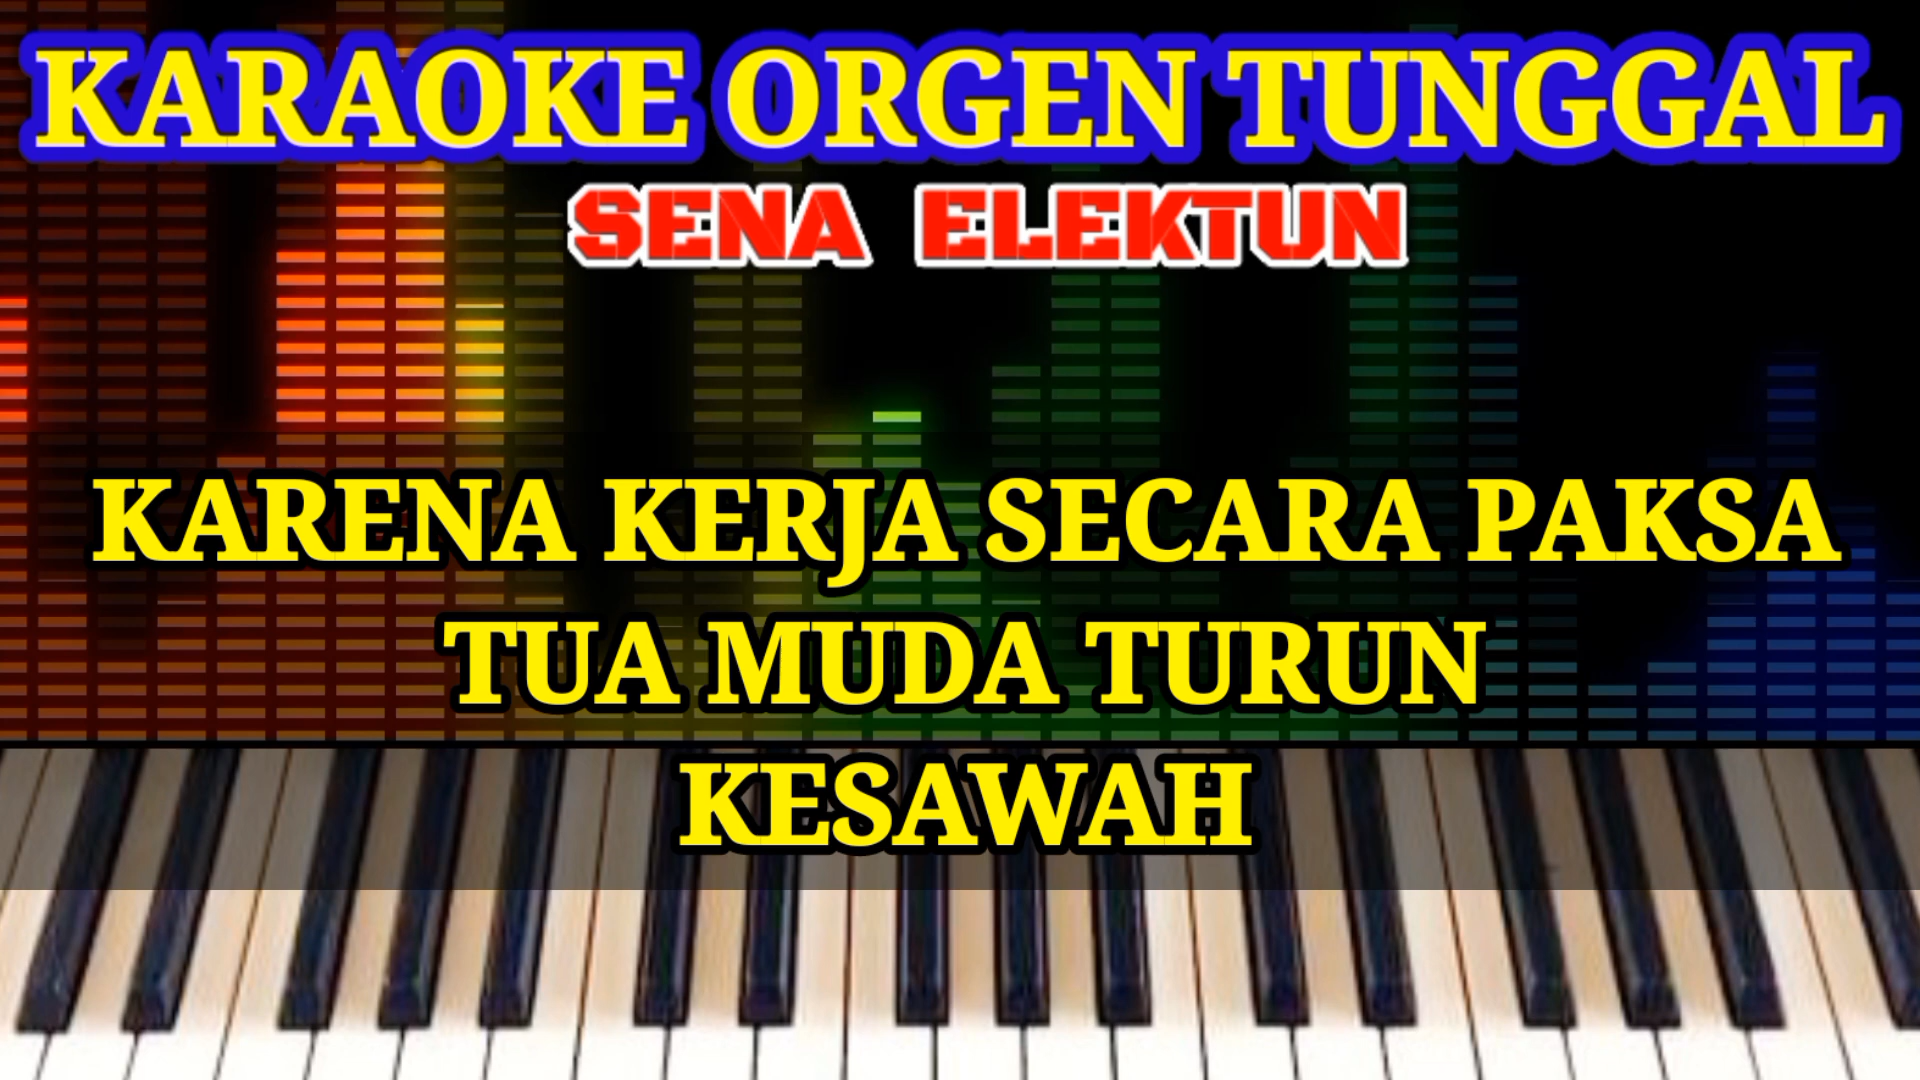 KARAOKE ORGEN TUNGGAL
SENA ELEKTUN
KARENA KERJA SECARA PAKSA
TUA MUDA TURUN
KESAWAH